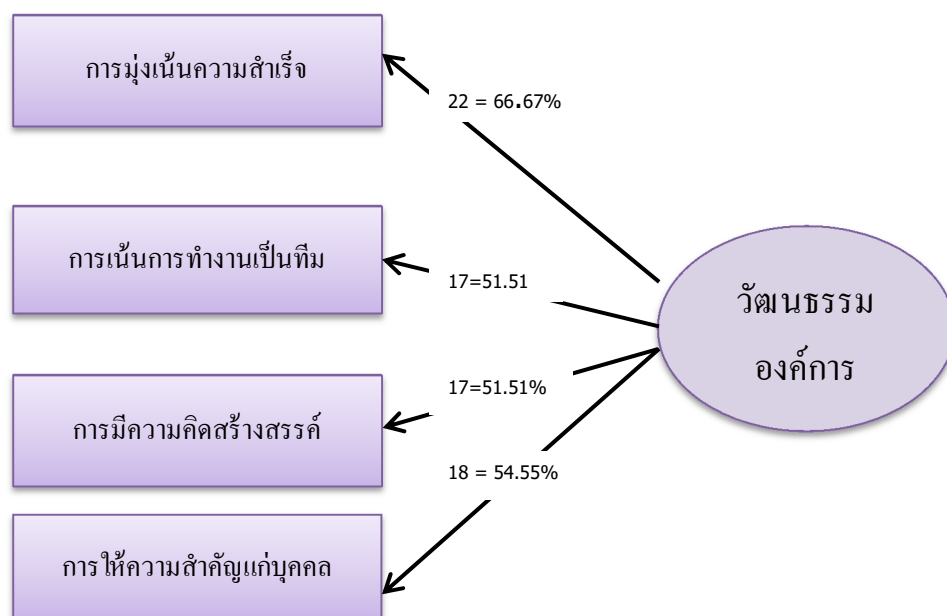 การมุ่งเน้นความสำเร็จ
22 = 66.67%
การเน้นการทำงานเป็นทีม
17=51.51
วัฒนธรรม
องค์การ
การมีความคิดสร้างสรรค์
17=51.51%
18 = 54.55%
การให้ความสำคัญแก่บุคคล